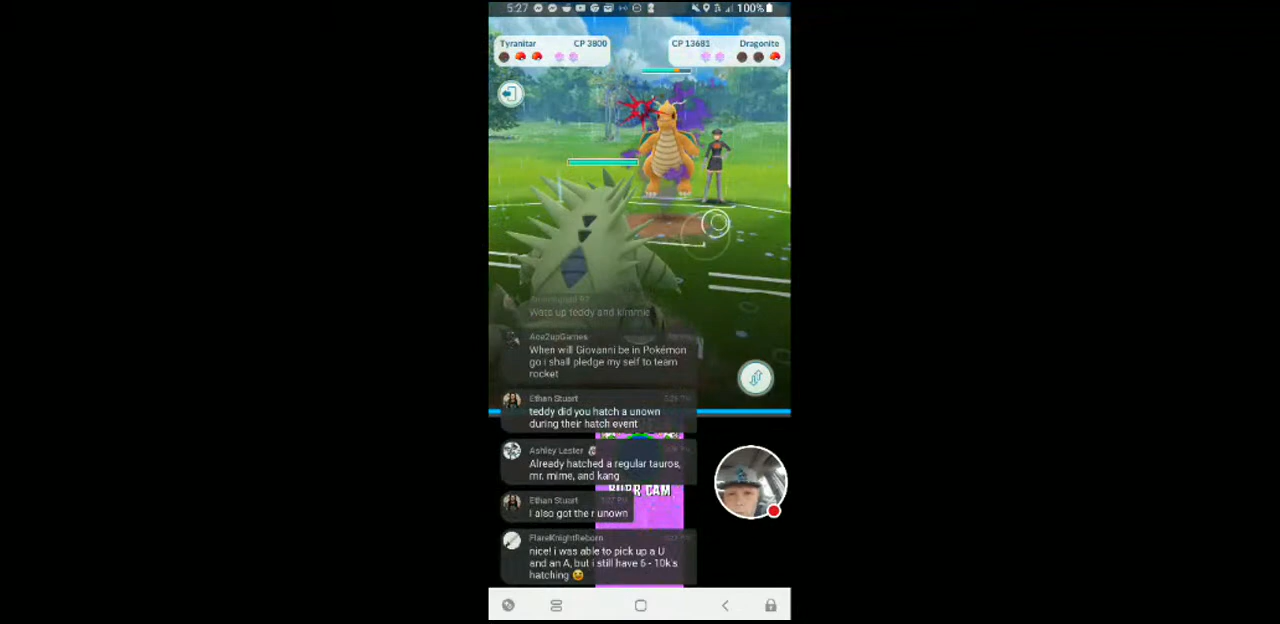 5:27
100%
Tyranitar CP 3800
CP 13681 Dragonite
Wats up teddy and kimmie
Ace2upGames
When will Giovanni be in Pokémon
go i shall pledge my self to team
rocket
Ethan Stuart
teddy did you hatch a unown
during their hatch event
Ashley Lester
Already hatched a regular tauros,
mr. mime, and kang
Ethan Stuart
I also got the r unown
FlareKnightReborn
nice! i was able to pick up a U
and an A, but i still have 6 - 10k's
hatching
CAM